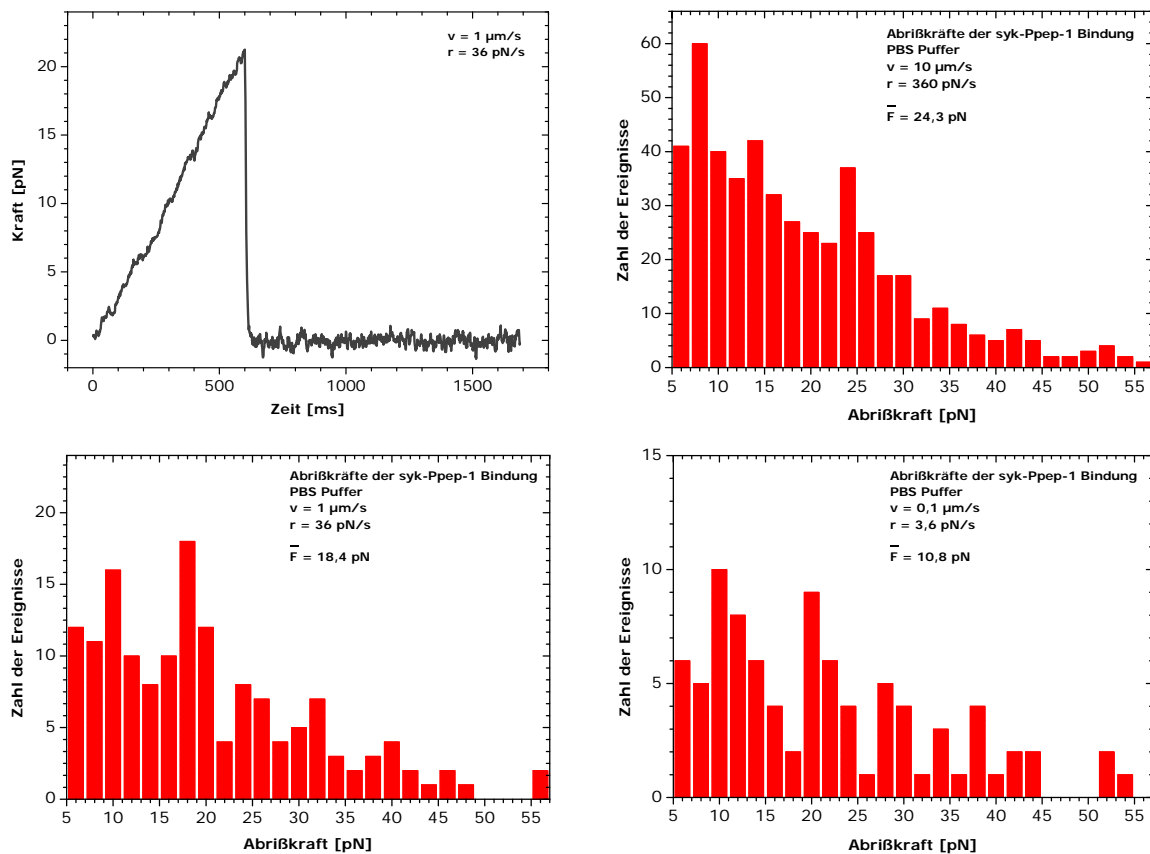 v = 1 µm/s
r = 36 pN/s
Kraft [pN]
20
15
10
5
0
0 500 1000 1500
Zeit [ms]
Abrißkräfte der syk-Ppep-1 Bindung
PBS Puffer
v = 10 µm/s
r = 360 pN/s
F = 24,3 pN
Zahl der Ereignisse
60
50
40
30
20
10
0
5 10 15 20 25 30 35 40 45 50 55
Abrißkraft [pN]
Abrißkräfte der syk-Ppep-1 Bindung
PBS Puffer
v = 1 µm/s
r = 36 pN/s
F = 18,4 pN
Zahl der Ereignisse
20
15
10
5
0
5 10 15 20 25 30 35 40 45 50 55
Abrißkraft [pN]
Abrißkräfte der syk-Ppep-1 Bindung
PBS Puffer
v = 0,1 µm/s
r = 3,6 pN/s
F = 10,8 pN
Zahl der Ereignisse
15
10
5
0
5 10 15 20 25 30 35 40 45 50 55
Abrißkraft [pN]